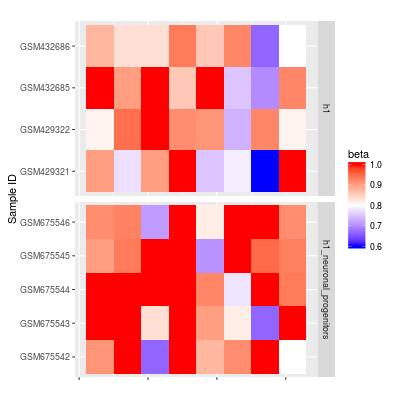 Sample ID
GSM432686
GSM432685
GSM429322
GSM429321
h1
GSM675546
GSM675545
GSM675544
GSM675543
GSM675542
h1_neuronal_progenitors
beta
1.0
0.9
0.8
0.7
0.6